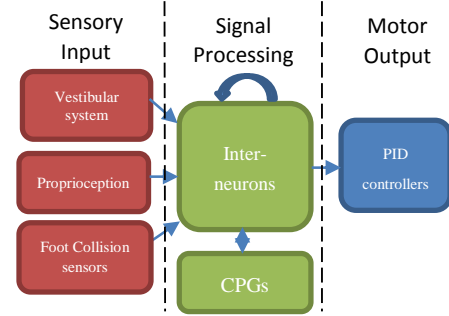 Sensory
Input
Signal
Processing
Motor
Output
Vestibular
system
Proprioception
Foot Collision
sensors
Inter-
neurons
CPGs
PID
controllers